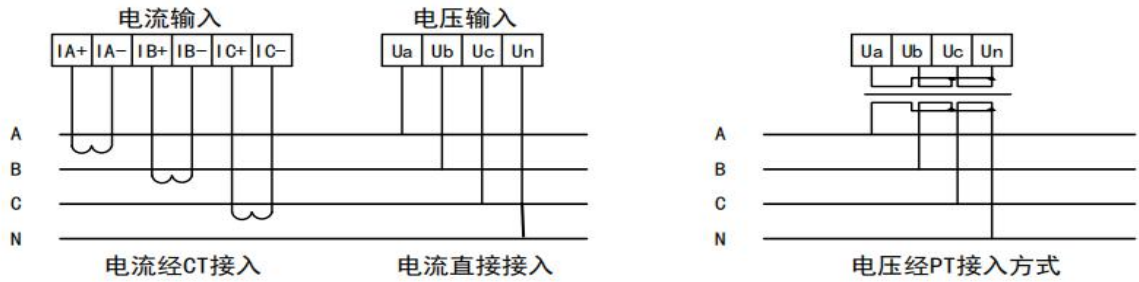 电流输入 电压输入
IA+ IA- IB+ IB- IC+ IC- Ua Ub Uc Un Ua Ub Uc Un
A A
B B
C C
N N
电流经CT接入 电流直接接入 电压经PT接入方式